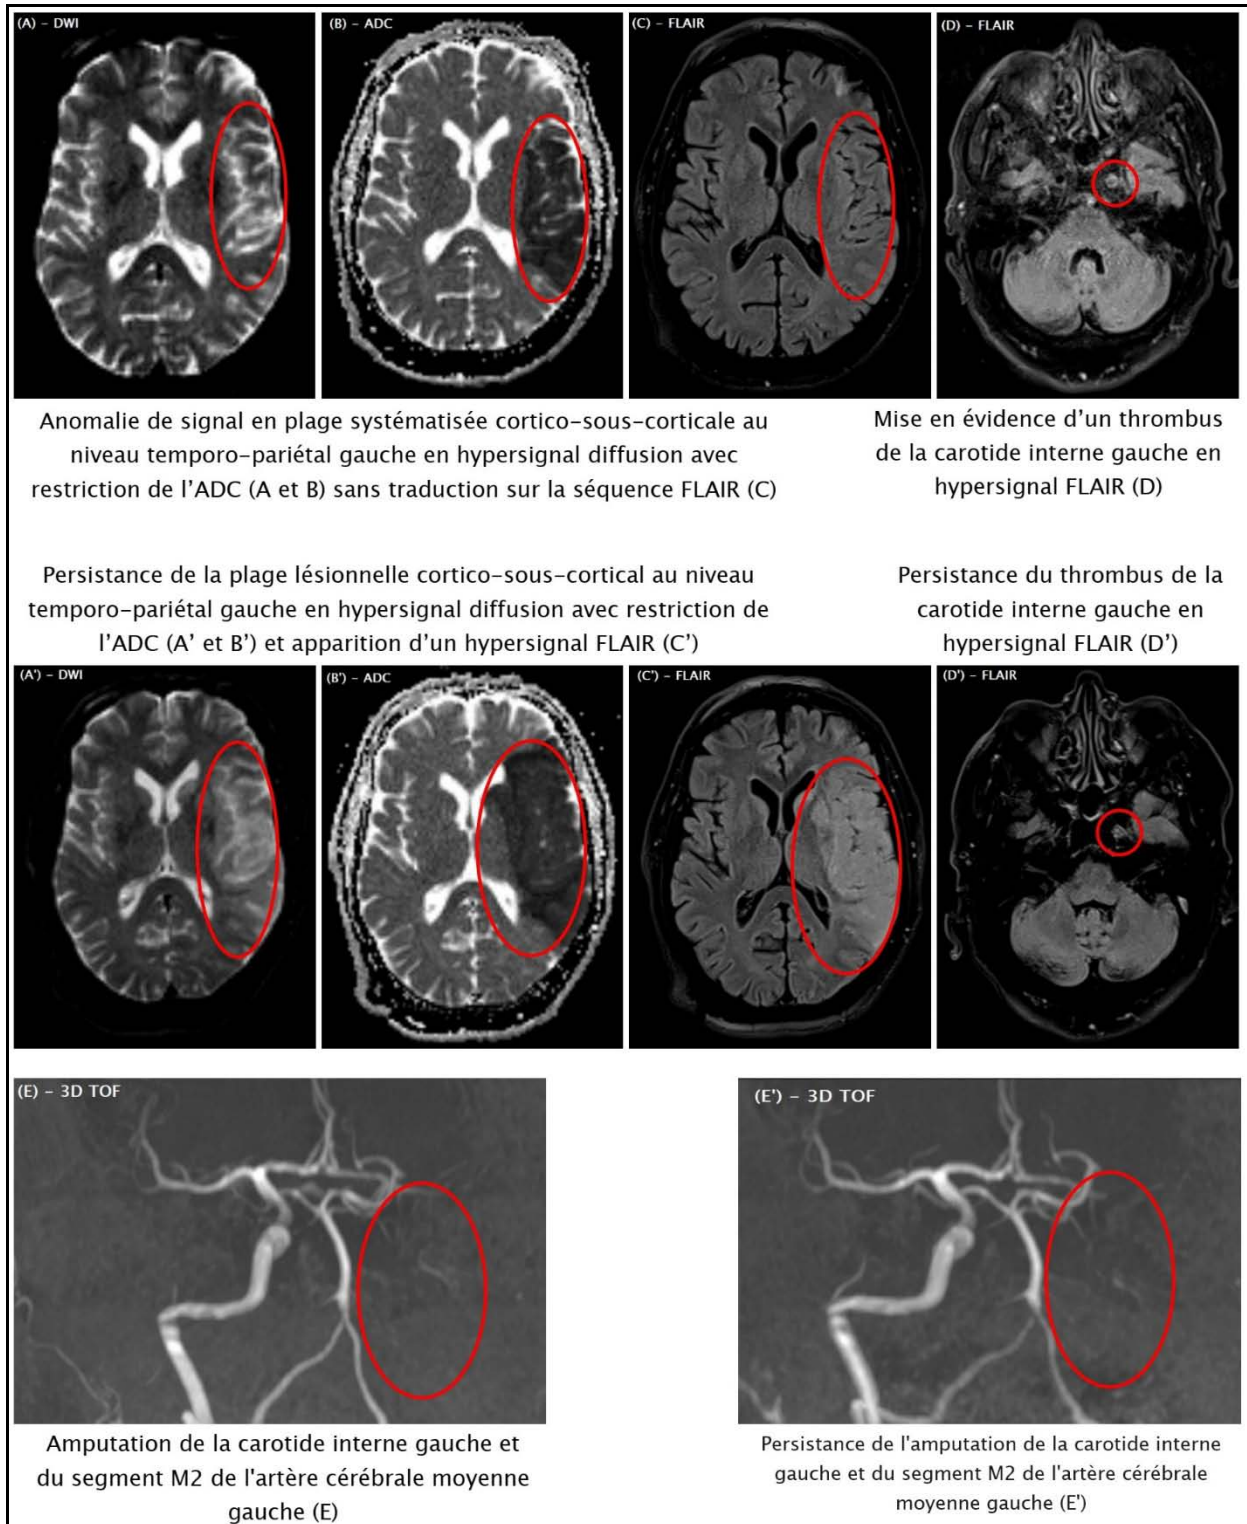 (A) - DWI
(B) - ADC
(C) - FLAIR
(D) - FLAIR
Anomalie de signal en plage systématisée cortico-sous-corticale au
niveau temporo-pariétal gauche en hypersignal diffusion avec
restriction de l'ADC (A et B) sans traduction sur la séquence FLAIR (C)
Mise en évidence d'un thrombus
de la carotide interne gauche en
hypersignal FLAIR (D)
Persistance de la plage lésionnelle cortico-sous-cortical au niveau
temporo-pariétal gauche en hypersignal diffusion avec restriction de
l'ADC (A' et B') et apparition d'un hypersignal FLAIR (C')
Persistance du thrombus de la
carotide interne gauche en
hypersignal FLAIR (D')
(A') - DWI
(B') - ADC
(C') - FLAIR
(D') - FLAIR
(E) - 3D TOF
(E') - 3D TOF
Amputation de la carotide interne gauche et
du segment M2 de l'artère cérébrale moyenne
gauche (E)
Persistance de l'amputation de la carotide interne
gauche et du segment M2 de l'artère cérébrale
moyenne gauche (E')